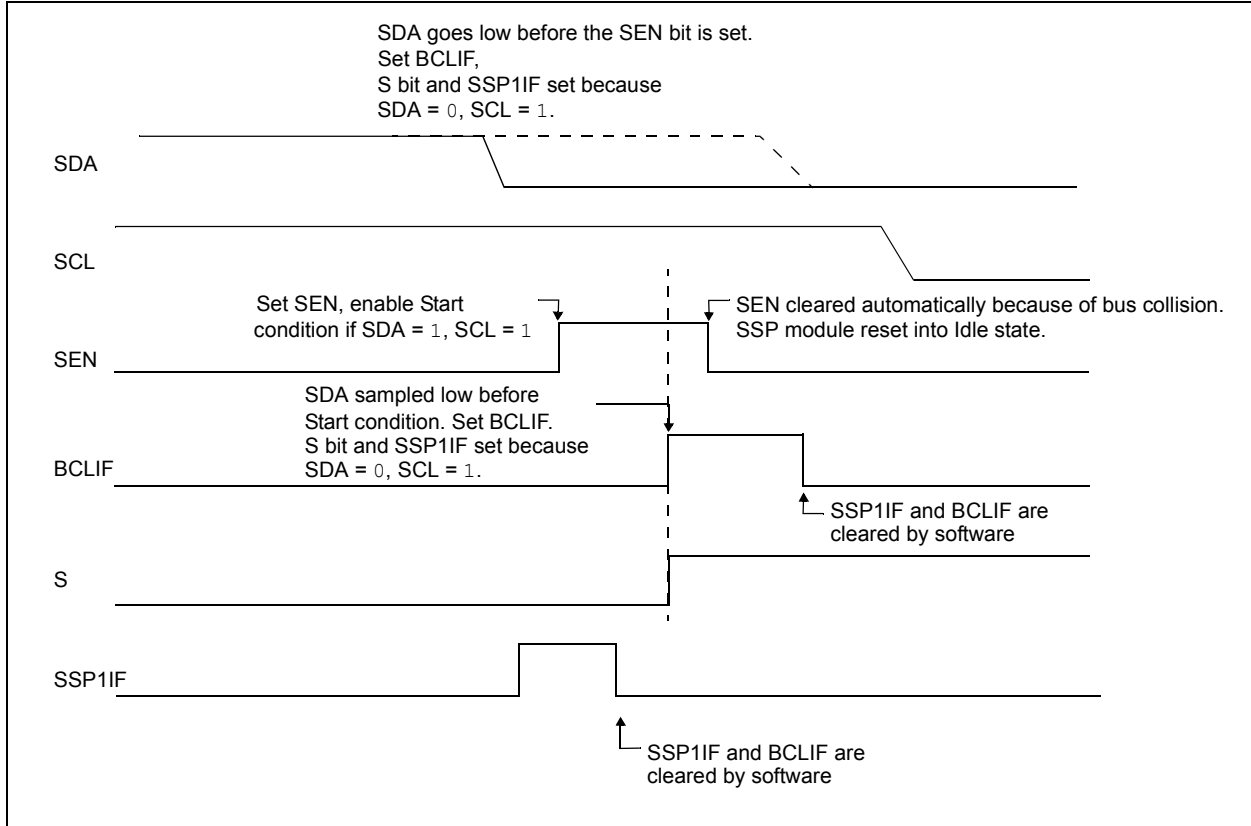 SDA goes low before the SEN bit is set.
Set BCLIF,
S bit and SSP1IF set because
SDA = 0, SCL = 1.
SDA
SCL
Set SEN, enable Start
condition if SDA = 1, SCL = 1
SEN cleared automatically because of bus collision.
SSP module reset into Idle state.
SEN
SDA sampled low before
Start condition. Set BCLIF.
S bit and SSP1IF set because
SDA = 0, SCL = 1.
BCLIF
SSP1IF and BCLIF are
cleared by software
S
SSP1IF
SSP1IF and BCLIF are
cleared by software